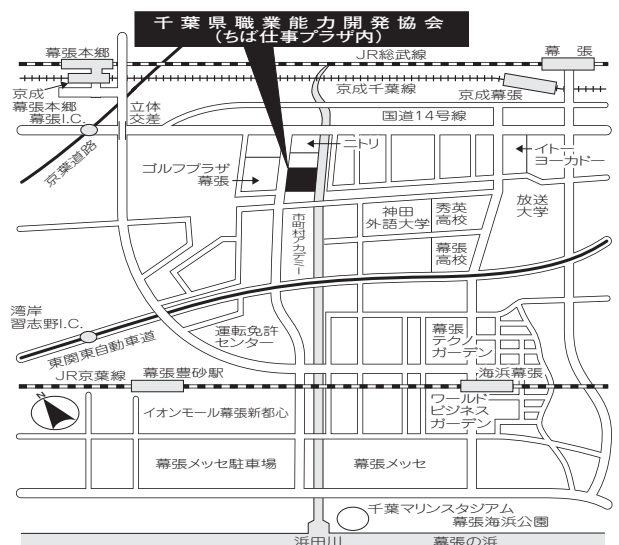 千葉県職業能力開発協会
（ちば仕事プラザ内）
幕張本郷
JR総武線
幕張
京成
幕張本郷
京成千葉線
京成幕張
幕張I.C.
立体
交差
国道14号線
京葉道路
ゴルフプラザ
幕張
ニトリ
イトー
ヨーカドー
市町村アカデミー
神田
外語大学
秀英
高校
放送
大学
幕張
高校
湾岸
習志野I.C.
東関東自動車道
運転免許
センター
幕張
テクノ
ガーデン
JR京葉線
幕張豊砂駅
海浜幕張
N
イオンモール幕張新都心
ワールド
ビジネス
ガーデン
幕張メッセ駐車場
幕張メッセ
千葉マリンスタジアム
幕張海浜公園
浜田川
幕張の浜